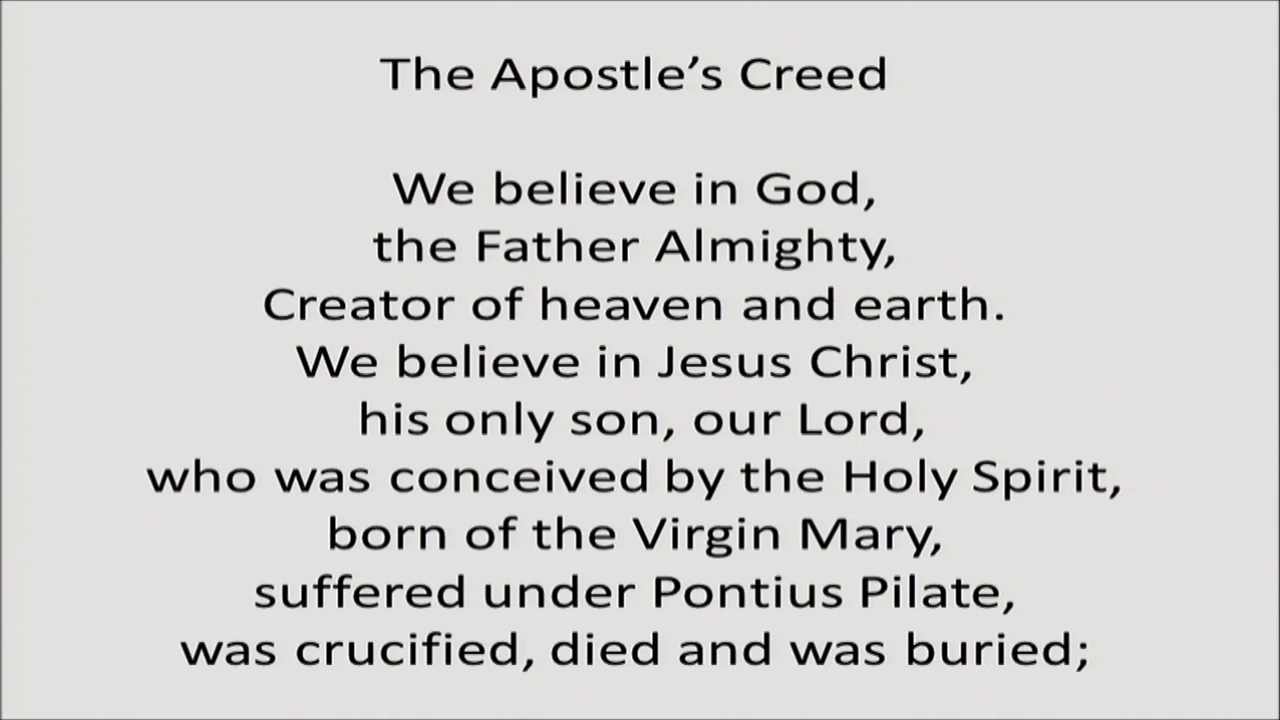 The Apostle’s Creed
We believe in God,
the Father Almighty,
Creator of heaven and earth.
We believe in Jesus Christ,
his only son, our Lord,
who was conceived by the Holy Spirit,
born of the Virgin Mary,
suffered under Pontius Pilate,
was crucified, died and was buried;